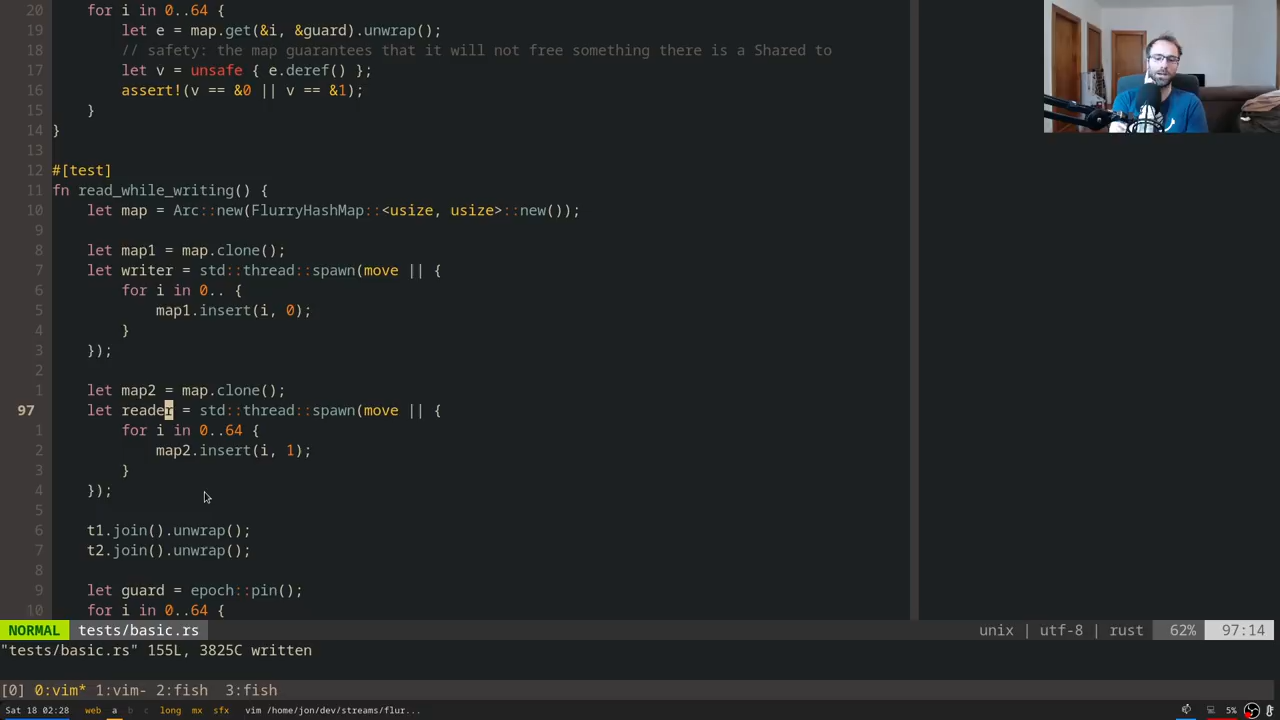 20 for i in 0..64 {
19 let e = map.get(&i, &guard).unwrap();
18 // safety: the map guarantees that it will not free something there is a Shared to
17 let v = unsafe { e.deref() };
16 assert!(v == &0 || v == &1);
15 }
14 }
13
12 #[test]
11 fn read_while_writing() {
10 let map = Arc::new(FlurryHashMap::<usize, usize>::new());
9
8 let map1 = map.clone();
7 let writer = std::thread::spawn(move || {
6 for i in 0.. {
5 map1.insert(i, 0);
4 }
3 });
2
1 let map2 = map.clone();
97 let reader = std::thread::spawn(move || {
1 for i in 0..64 {
2 map2.insert(i, 1);
3 }
4 });
5
6 t1.join().unwrap();
7 t2.join().unwrap();
8
9 let guard = epoch::pin();
10 for i in 0..64 {
NORMAL tests/basic.rs unix | utf-8 | rust 62% 97:14
"tests/basic.rs" 155L, 3825C written
[0] 0:vim* 1:vim- 2:fish 3:fish
Sat 18 02:28 web a b c long mx sfx vim /home/jon/dev/streams/flur... 5%